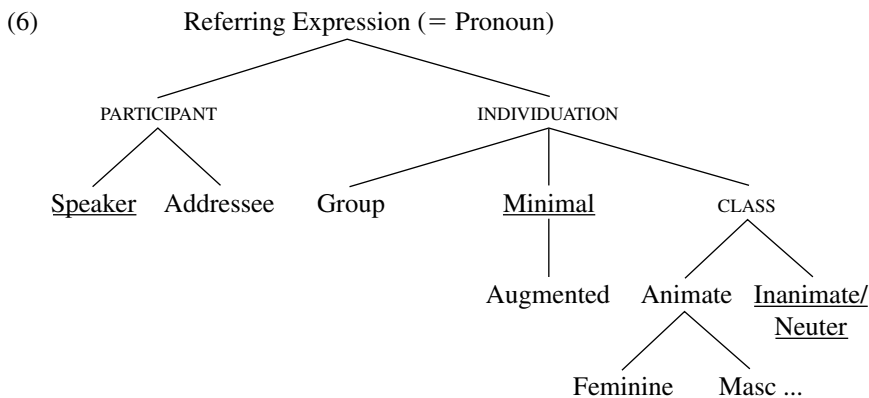 (6) Referring Expression (= Pronoun)
PARTICIPANT INDIVIDUATION
Speaker Addressee Group Minimal CLASS
Augmented Animate Inanimate/
Neuter
Feminine Masc ...